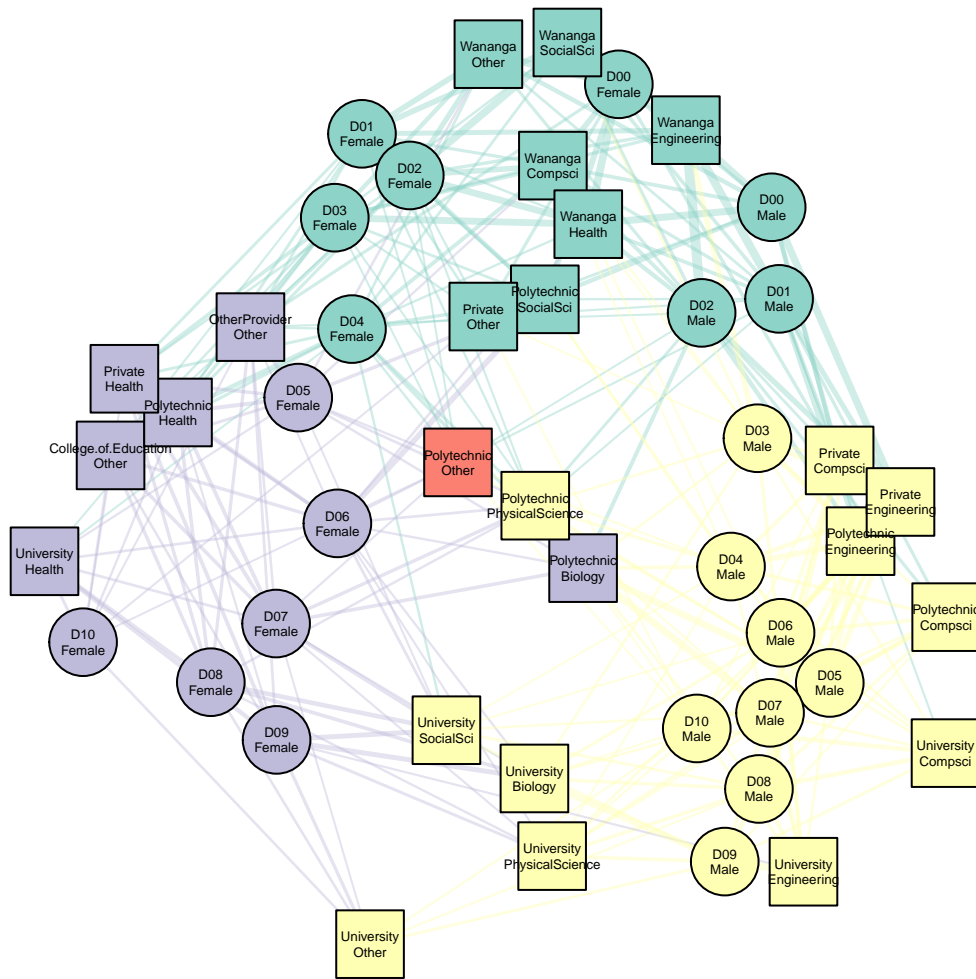 Wananga
Other
Wananga
SocialSci
D00
Female
Wananga
Engineering
D01
Female
D02
Female
Wananga
Compsci
D03
Female
Wananga
Health
D00
Male
D01
Male
D02
Male
Polytechnic
SocialSci
Private
Other
D04
Female
OtherProvider
Other
Private
Health
Polytechnic
Health
D05
Female
College.of.Education
Other
Polytechnic
Other
D03
Male
Private
Compsci
Private
Engineering
Polytechnic
PhysicalScience
Polytechnic
Engineering
D06
Female
University
Health
Polytechnic
Biology
D04
Male
Polytechnic
Compsci
D10
Female
D07
Female
D06
Male
D08
Female
D05
Male
D09
Female
University
SocialSci
D10
Male
D07
Male
University
Compsci
University
Biology
D08
Male
University
PhysicalScience
D09
Male
University
Engineering
University
Other